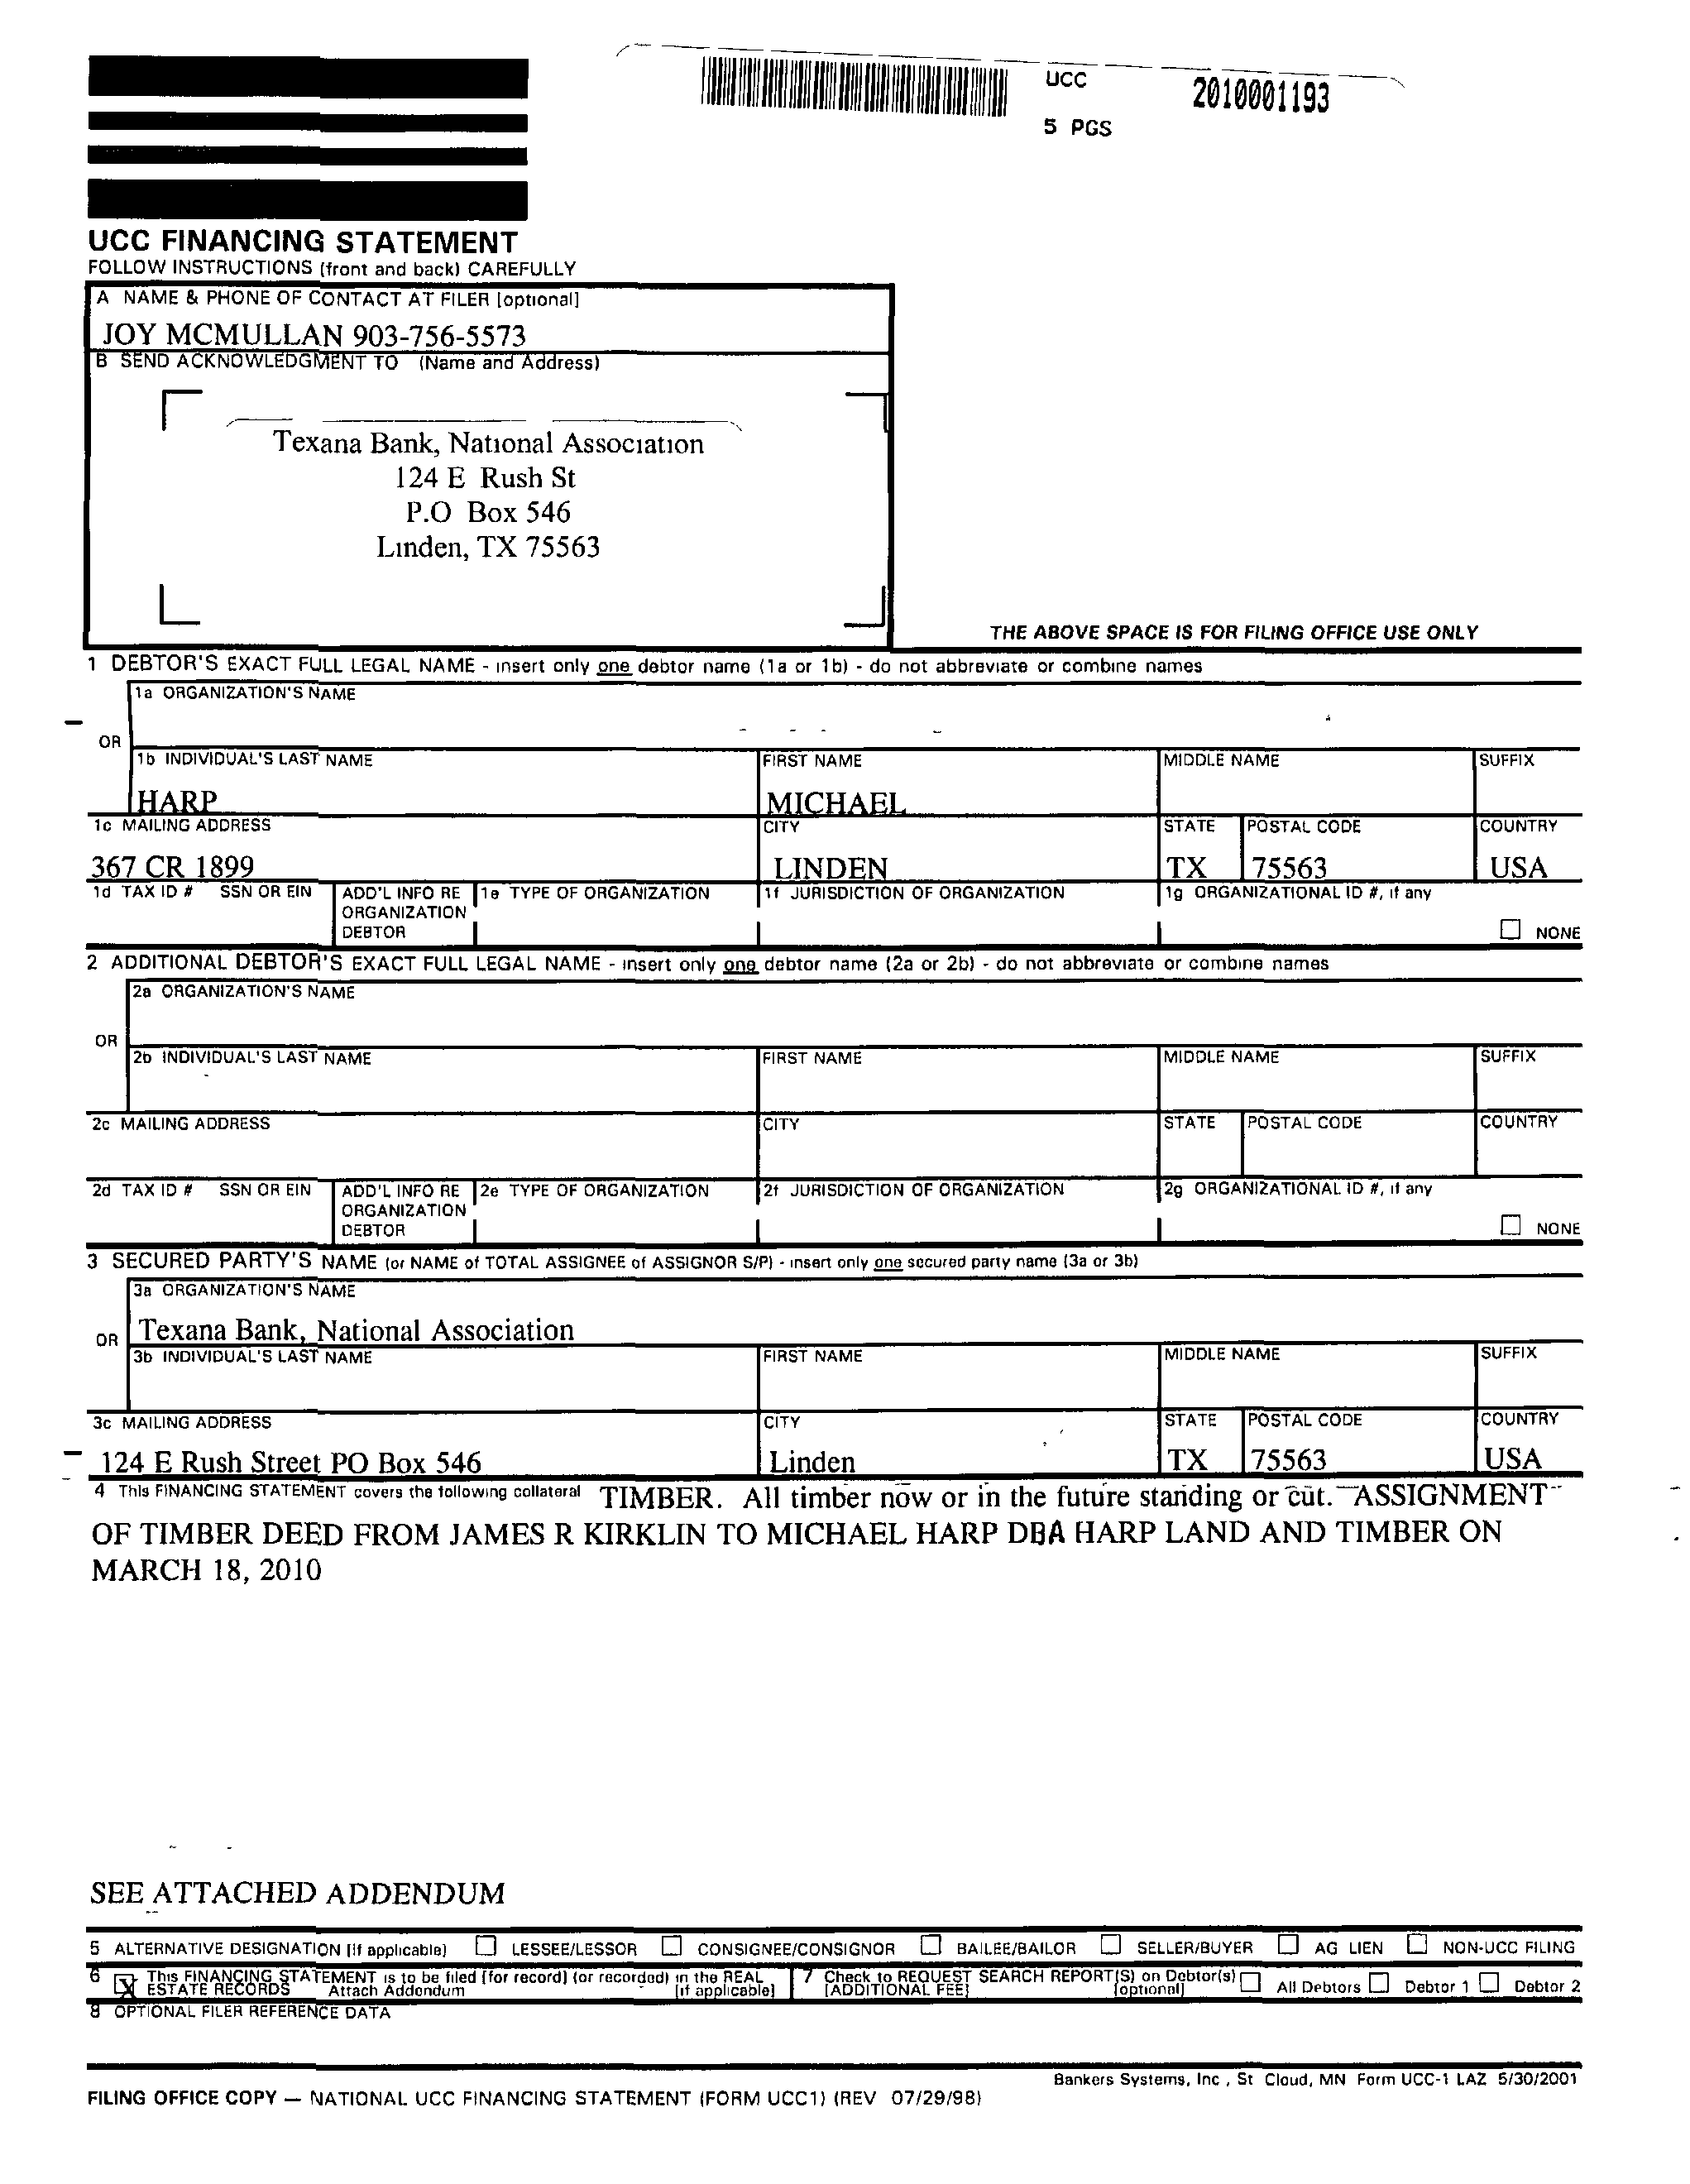 UCC 2010001193
5 PGS
UCC FINANCING STATEMENT
FOLLOW INSTRUCTIONS (front and back) CAREFULLY
A NAME & PHONE OF CONTACT AT FILER [optional]
JOY MCMULLAN 903-756-5573
B SEND ACKNOWLEDGMENT TO (Name and Address)
Texana Bank, National Association
124 E Rush St
P.O Box 546
Linden, TX 75563
THE ABOVE SPACE IS FOR FILING OFFICE USE ONLY
1 DEBTOR'S EXACT FULL LEGAL NAME - insert only one debtor name (1a or 1b) - do not abbreviate or combine names
1a ORGANIZATION'S NAME
OR
1b INDIVIDUAL'S LAST NAME FIRST NAME MIDDLE NAME SUFFIX
HARP MICHAEL
1c MAILING ADDRESS CITY STATE POSTAL CODE COUNTRY
367 CR 1899 LINDEN TX 75563 USA
1d TAX ID # SSN OR EIN ADD'L INFO RE 1e TYPE OF ORGANIZATION 1f JURISDICTION OF ORGANIZATION 1g ORGANIZATIONAL ID #, if any
ORGANIZATION
DEBTOR NONE
2 ADDITIONAL DEBTOR'S EXACT FULL LEGAL NAME - insert only one debtor name (2a or 2b) - do not abbreviate or combine names
2a ORGANIZATION'S NAME
OR
2b INDIVIDUAL'S LAST NAME FIRST NAME MIDDLE NAME SUFFIX
2c MAILING ADDRESS CITY STATE POSTAL CODE COUNTRY
2d TAX ID # SSN OR EIN ADD'L INFO RE 2e TYPE OF ORGANIZATION 2f JURISDICTION OF ORGANIZATION 2g ORGANIZATIONAL ID #, if any
ORGANIZATION
DEBTOR NONE
3 SECURED PARTY'S NAME (or NAME of TOTAL ASSIGNEE of ASSIGNOR S/P) - insert only one secured party name (3a or 3b)
3a ORGANIZATION'S NAME
OR Texana Bank, National Association
3b INDIVIDUAL'S LAST NAME FIRST NAME MIDDLE NAME SUFFIX
3c MAILING ADDRESS CITY STATE POSTAL CODE COUNTRY
124 E Rush Street PO Box 546 Linden TX 75563 USA
4 This FINANCING STATEMENT covers the following collateral TIMBER. All timber now or in the future standing or cut. ASSIGNMENT
OF TIMBER DEED FROM JAMES R KIRKLIN TO MICHAEL HARP DBA HARP LAND AND TIMBER ON
MARCH 18, 2010
SEE ATTACHED ADDENDUM
5 ALTERNATIVE DESIGNATION [if applicable] LESSEE/LESSOR CONSIGNEE/CONSIGNOR BAILEE/BAILOR SELLER/BUYER AG LIEN NON-UCC FILING
6 X This FINANCING STATEMENT is to be filed [for record] (or recorded) in the REAL 7 Check to REQUEST SEARCH REPORT(S) on Debtor(s)
ESTATE RECORDS Attach Addendum [if applicable] [ADDITIONAL FEE] [optional] All Debtors Debtor 1 Debtor 2
8 OPTIONAL FILER REFERENCE DATA
Bankers Systems, Inc , St Cloud, MN Form UCC-1 LAZ 5/30/2001
FILING OFFICE COPY — NATIONAL UCC FINANCING STATEMENT (FORM UCC1) (REV 07/29/98)